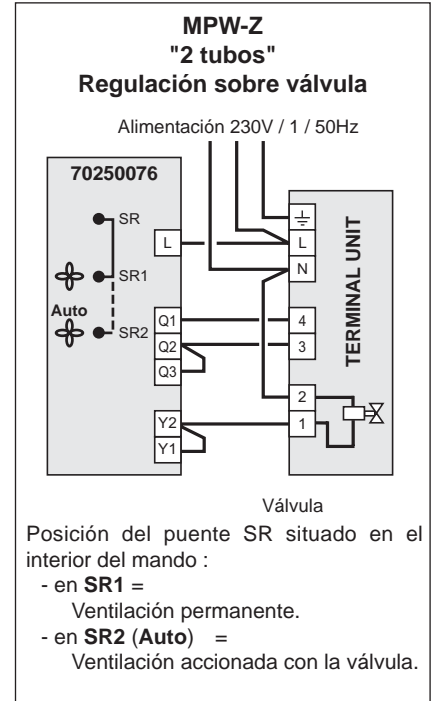 MPW-Z
"2 tubos"
Regulación sobre válvula
Alimentación 230V / 1 / 50Hz
70250076
SR
SR1
Auto
SR2
L
Q1
Q2
Q3
Y2
Y1
L
N
4
3
2
1
TERMINAL UNIT
Válvula
Posición del puente SR situado en el
interior del mando :
- en SR1 =
Ventilación permanente.
- en SR2 (Auto) =
Ventilación accionada con la válvula.